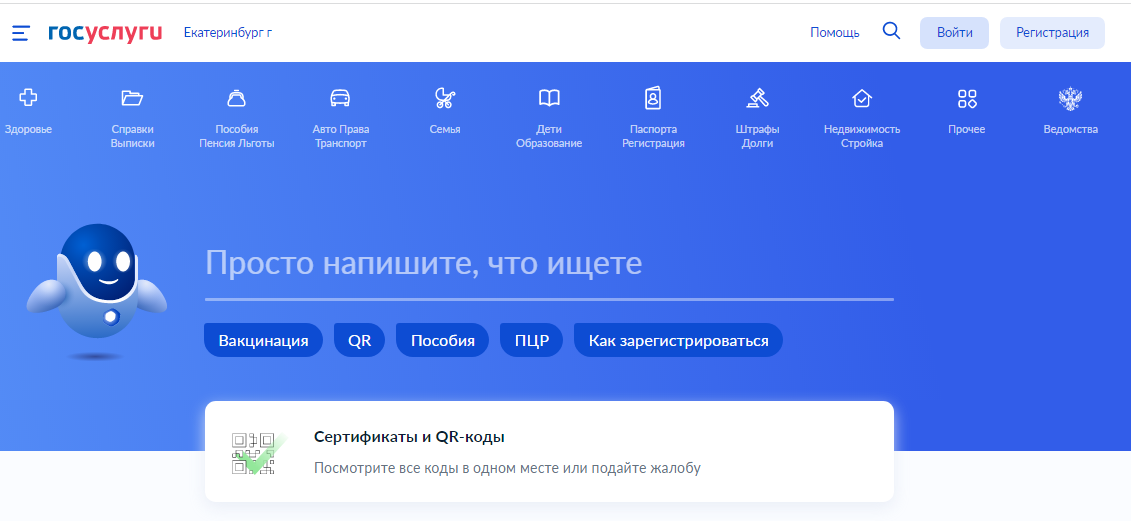 госуслуги Екатеринбург г Помощь Войти Регистрация
Здоровье
Справки
Выписки
Пособия
Пенсия Льготы
Авто Права
Транспорт
Семья
Дети
Образование
Паспорта
Регистрация
Штрафы
Долги
Недвижимость
Стройка
Прочее
Ведомства
Просто напишите, что ищете
Вакцинация QR Пособия ПЦР Как зарегистрироваться
Сертификаты и QR-коды
Посмотрите все коды в одном месте или подайте жалобу